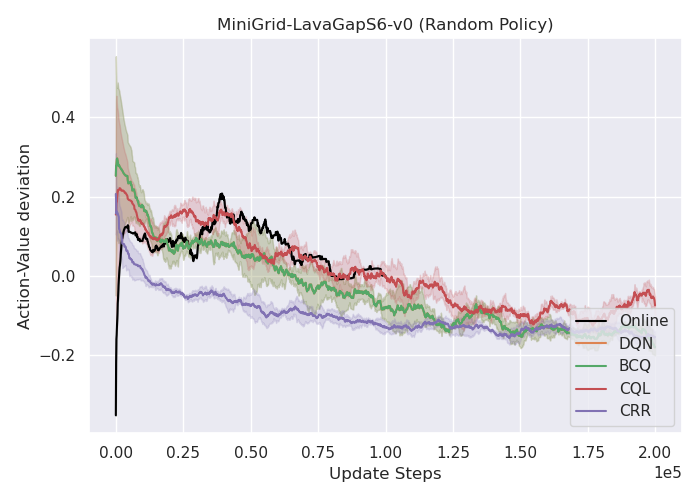 MiniGrid-LavaGapS6-v0 (Random Policy)
Action-Value deviation
0.4
0.2
0.0
−0.2
Online
DQN
BCQ
CQL
CRR
0.00 0.25 0.50 0.75 1.00 1.25 1.50 1.75 2.00
Update Steps
1e5